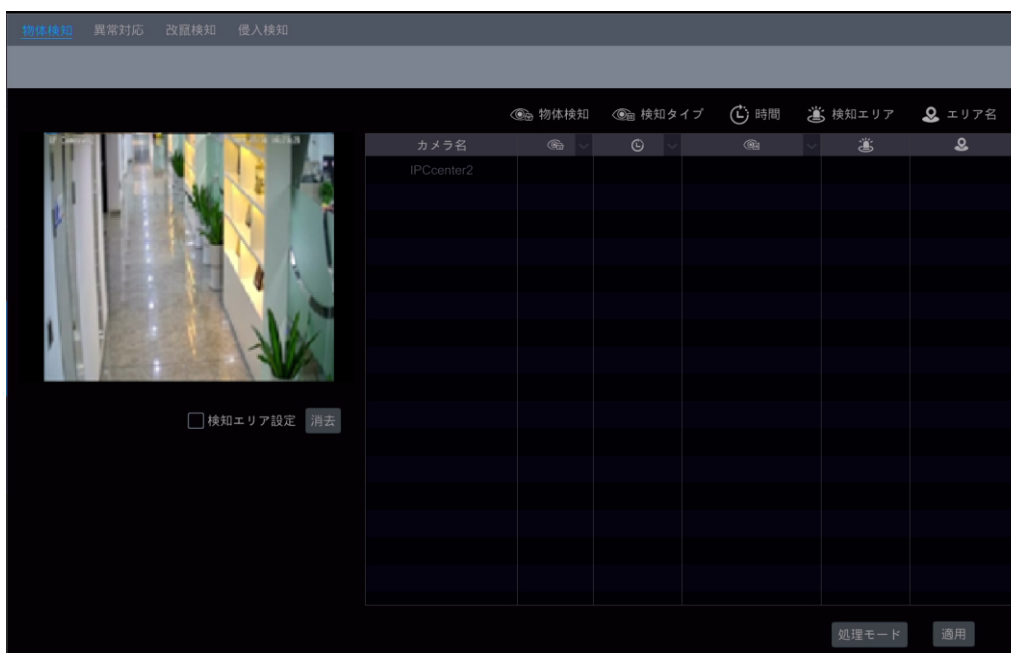 物体検知 異常対応 改竄検知 侵入検知
物体検知 検知タイプ 時間 検知エリア エリア名
カメラ名
IPCcenter2
検知エリア設定 消去
処理モード 適用